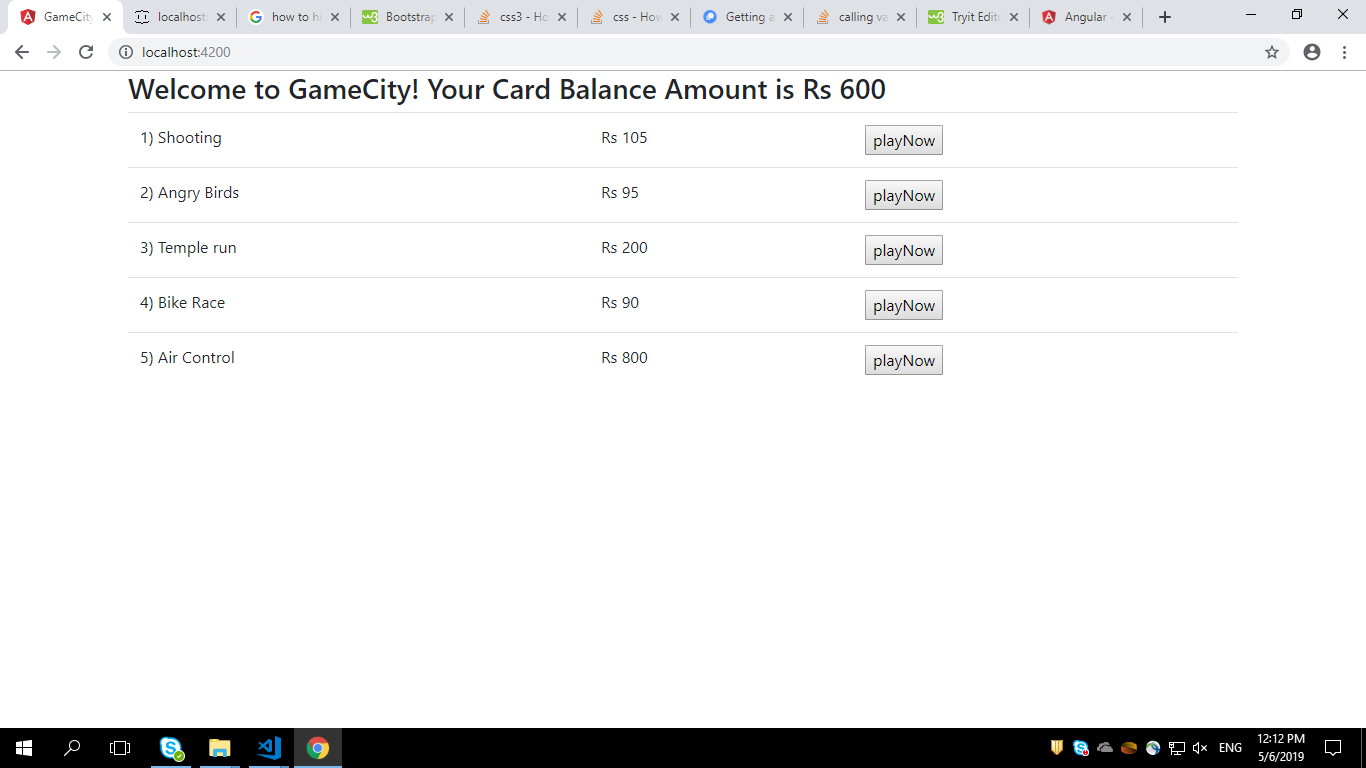 GameCity
localhost:
how to hi
Bootstrap
css3 - Ho
css - How
Getting a
calling va
Tryit Edito
Angular -
localhost:4200
Welcome to GameCity! Your Card Balance Amount is Rs 600
1) Shooting Rs 105 playNow
2) Angry Birds Rs 95 playNow
3) Temple run Rs 200 playNow
4) Bike Race Rs 90 playNow
5) Air Control Rs 800 playNow
ENG
12:12 PM
5/6/2019